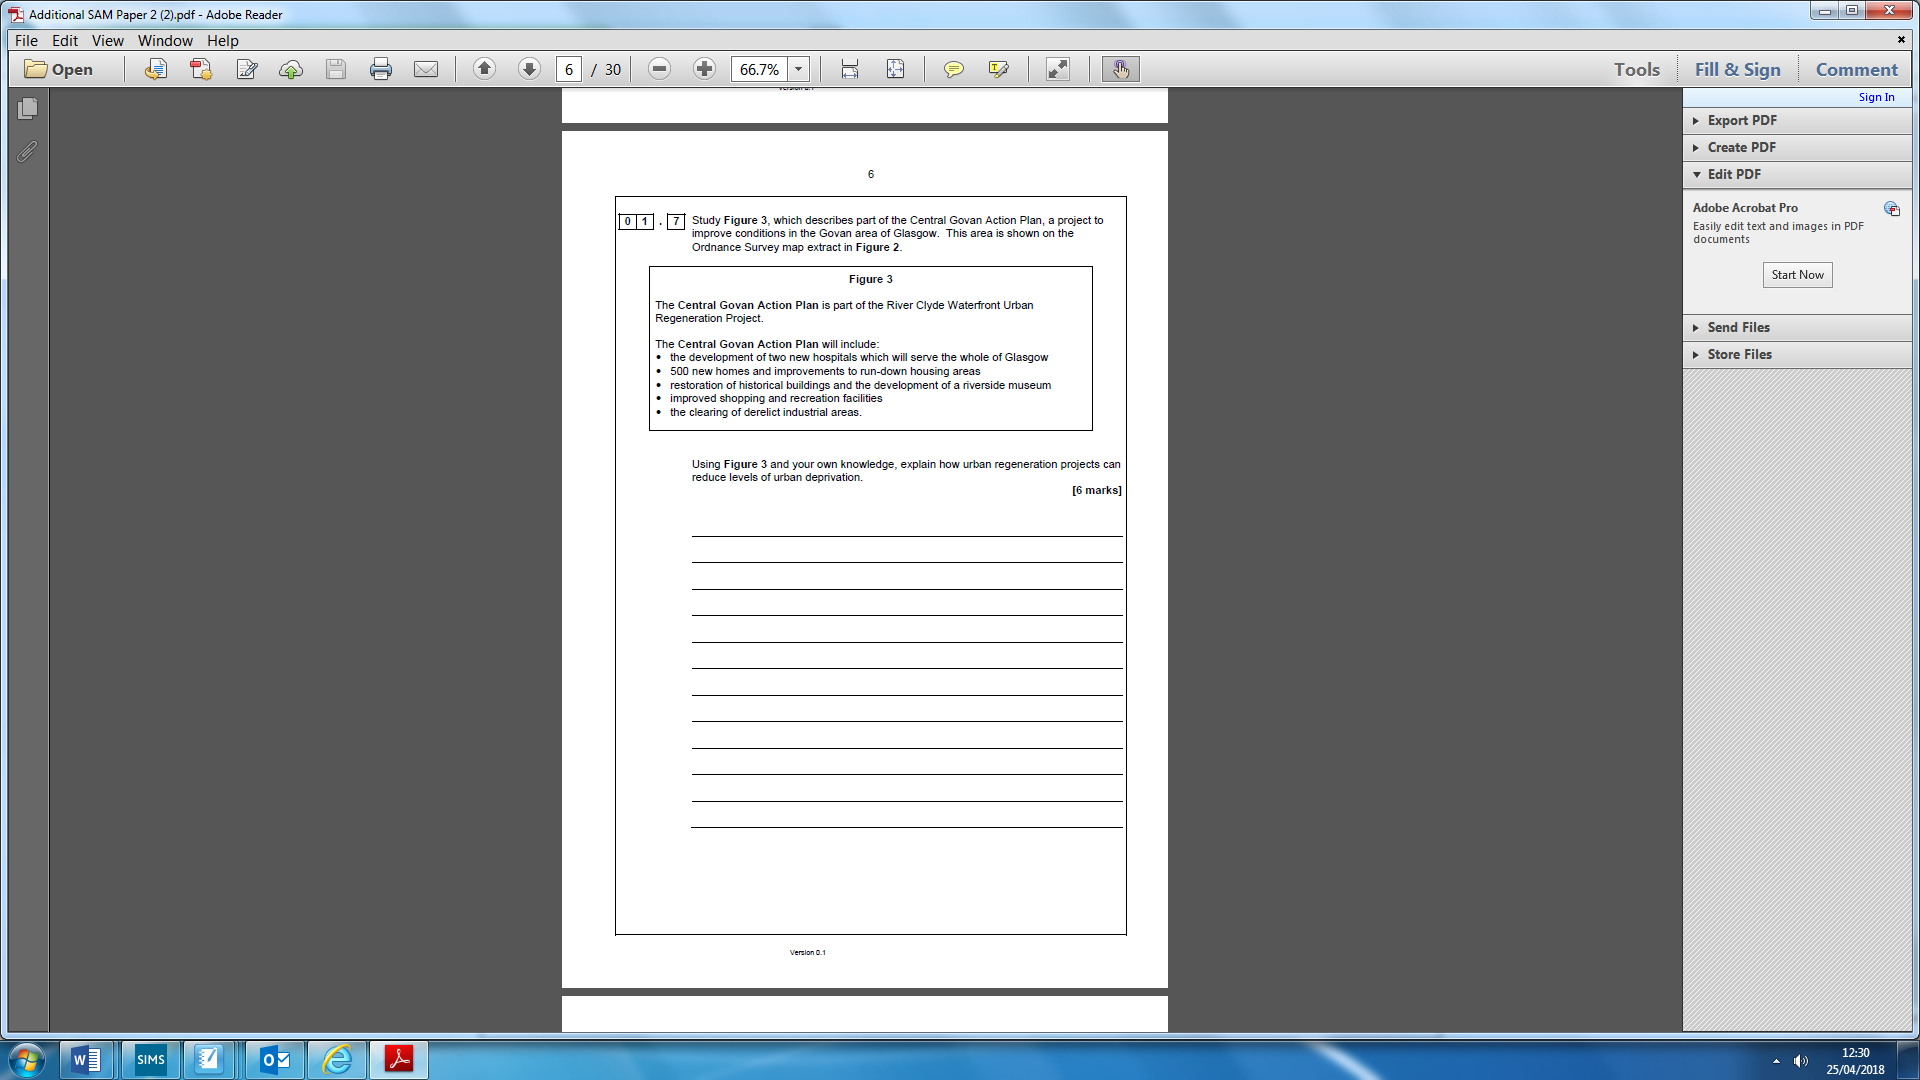 Additional SAM Paper 2 (2).pdf - Adobe Reader
File Edit View Window Help
Open 6 / 30 66.7% Tools Fill & Sign Comment
Version 0.1
Sign In
Export PDF
Create PDF
Edit PDF
Adobe Acrobat Pro
Easily edit text and images in PDF
documents
Start Now
Send Files
Store Files
6
0 1 . 7 Study Figure 3, which describes part of the Central Govan Action Plan, a project to
improve conditions in the Govan area of Glasgow. This area is shown on the
Ordnance Survey map extract in Figure 2.
Figure 3
The Central Govan Action Plan is part of the River Clyde Waterfront Urban
Regeneration Project.
The Central Govan Action Plan will include:
• the development of two new hospitals which will serve the whole of Glasgow
• 500 new homes and improvements to run-down housing areas
• restoration of historical buildings and the development of a riverside museum
• improved shopping and recreation facilities
• the clearing of derelict industrial areas.
Using Figure 3 and your own knowledge, explain how urban regeneration projects can
reduce levels of urban deprivation.
[6 marks]
Version 0.1
SIMS
12:30
25/04/2018